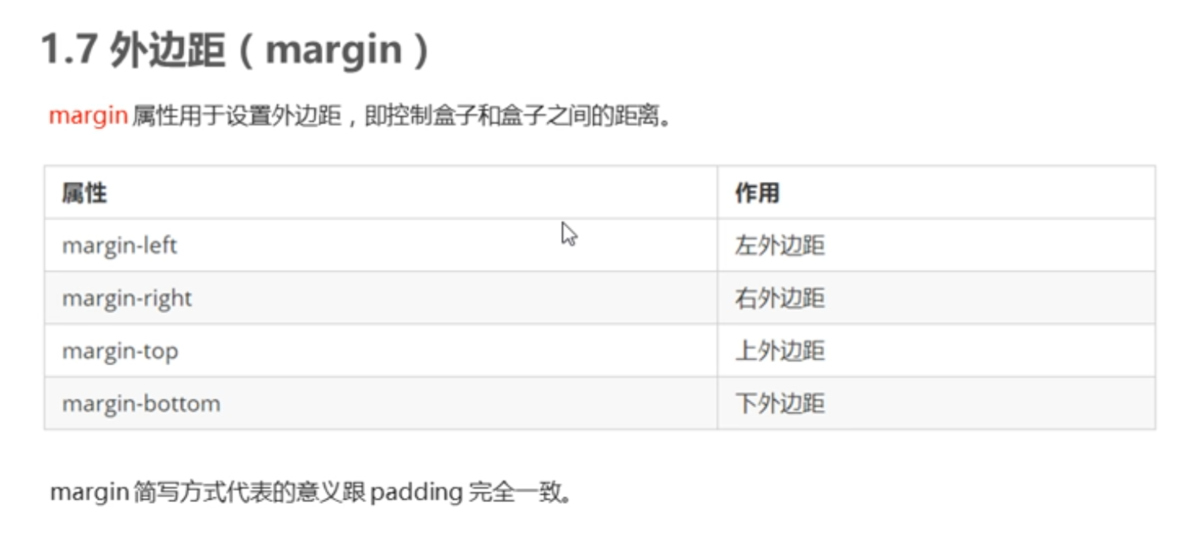 1.7 外边距（margin）
margin 属性用于设置外边距，即控制盒子和盒子之间的距离。
属性 作用
margin-left 左外边距
margin-right 右外边距
margin-top 上外边距
margin-bottom 下外边距
margin 简写方式代表的意义跟 padding 完全一致。